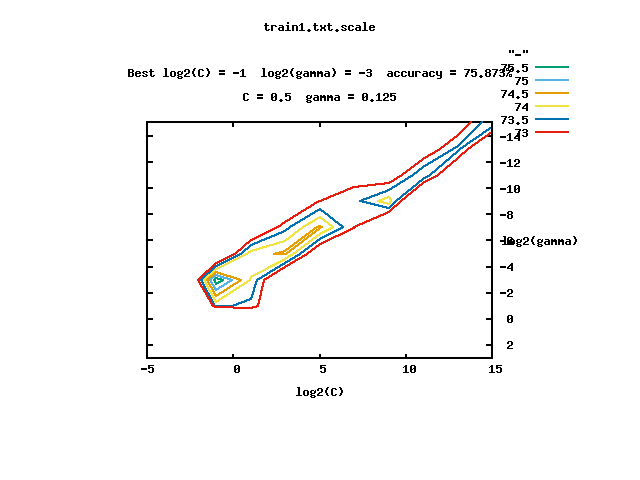 train1.txt.scale
"-"
Best log2(C) = -1  log2(gamma) = -3  accuracy = 75.873%
75.5
75
74.5
C = 0.5  gamma = 0.125
74
73.5
73
-14
-12
-10
-8
-6
log2(gamma)
-4
-2
0
2
-5 0 5 10 15
log2(C)